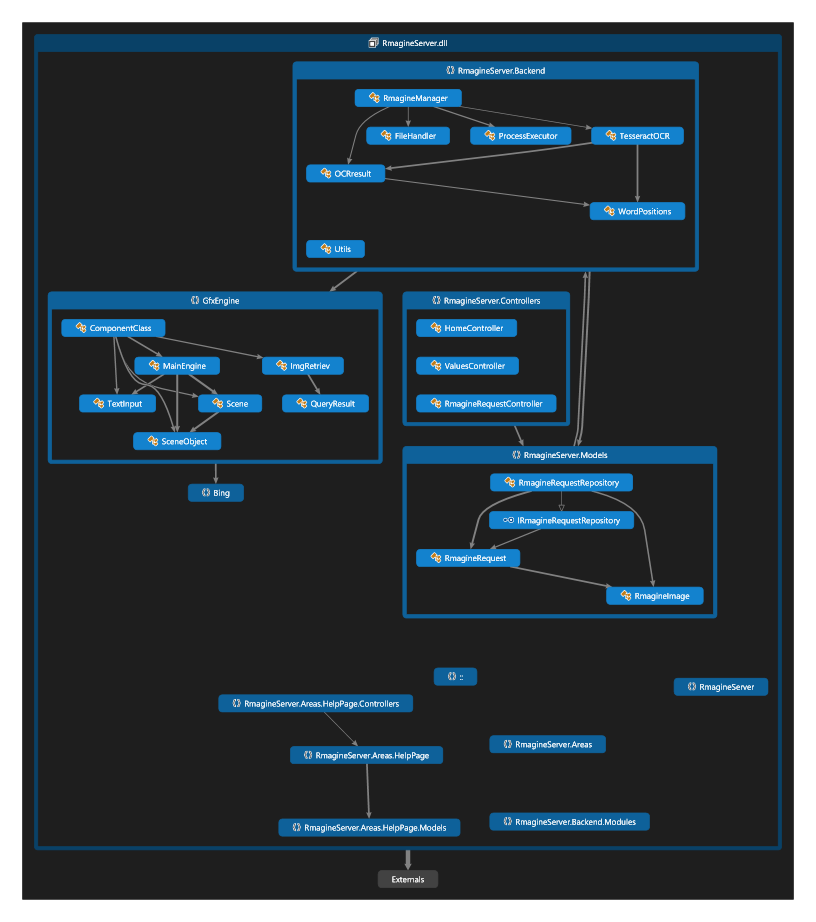 RmagineServer.dll
RmagineServer.Backend
RmagineManager
FileHandler
ProcessExecutor
TesseractOCR
OCRresult
WordPositions
Utils
GfxEngine
ComponentClass
MainEngine
ImgRetriev
TextInput
Scene
QueryResult
SceneObject
Bing
RmagineServer.Controllers
HomeController
ValuesController
RmagineRequestController
RmagineServer.Models
RmagineRequestRepository
IRmagineRequestRepository
RmagineRequest
RmagineImage
::
RmagineServer
RmagineServer.Areas.HelpPage.Controllers
RmagineServer.Areas
RmagineServer.Areas.HelpPage
RmagineServer.Backend.Modules
RmagineServer.Areas.HelpPage.Models
Externals